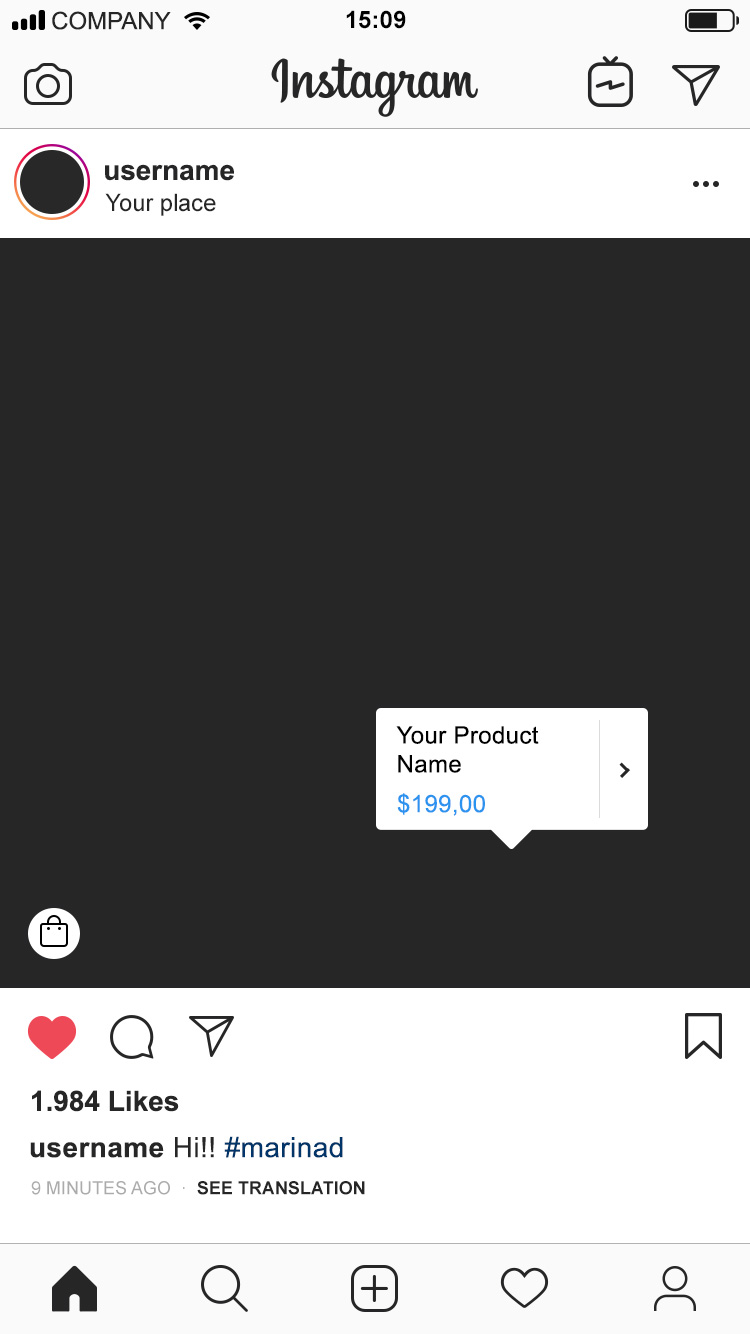 COMPANY 15:09
Instagram
username
Your place
Your Product
Name
$199,00
1.984 Likes
username Hi!! #marinad
9 MINUTES AGO · SEE TRANSLATION